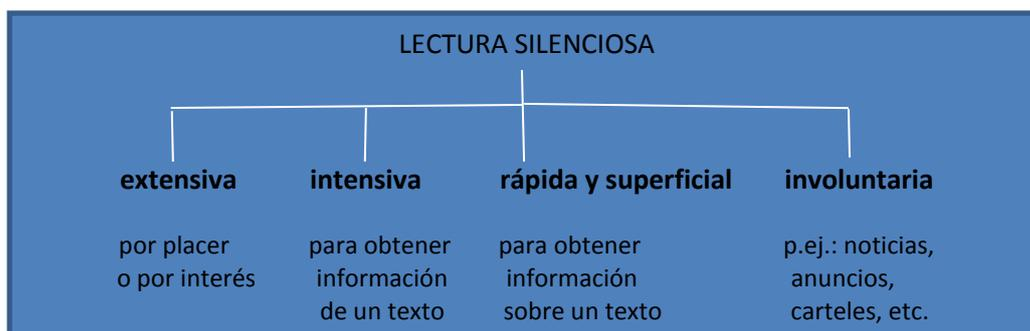 LECTURA SILENCIOSA
extensiva
por placer
o por interés
intensiva
para obtener
información
de un texto
rápida y superficial
para obtener
información
sobre un texto
involuntaria
p.ej.: noticias,
anuncios,
carteles, etc.